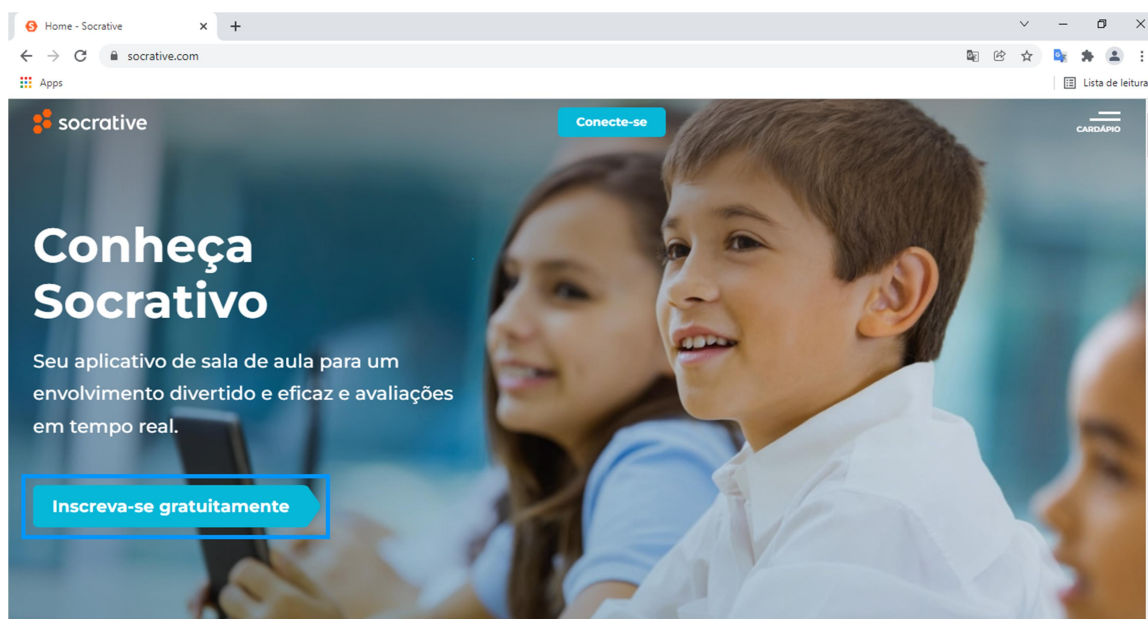 Home - Socrative
socrative.com
Apps
Lista de leitura
socrative
Conecte-se
CARDÁPIO
Conheça
Socrativo
Seu aplicativo de sala de aula para um
envolvimento divertido e eficaz e avaliações
em tempo real.
Inscreva-se gratuitamente